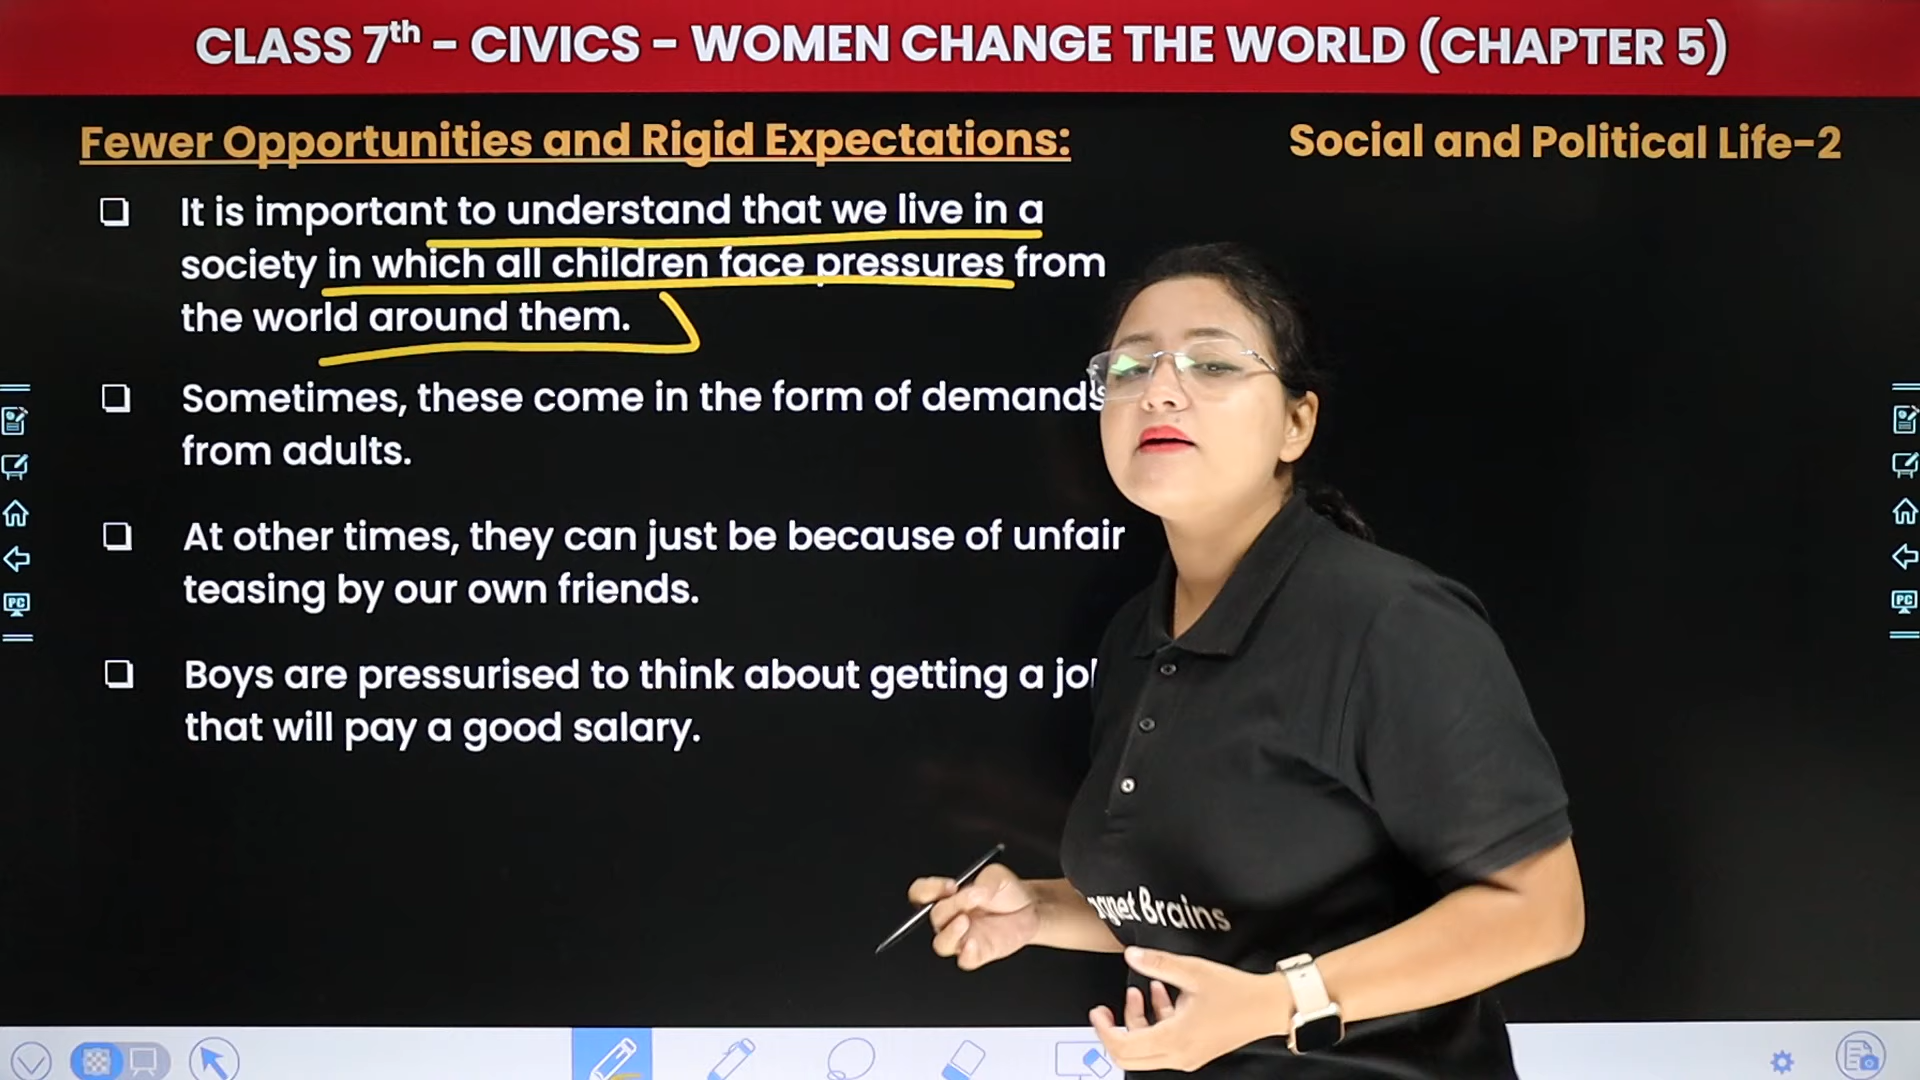 CLASS 7th - CIVICS - WOMEN CHANGE THE WORLD (CHAPTER 5)
Fewer Opportunities and Rigid Expectations:
Social and Political Life-2
It is important to understand that we live in a
society in which all children face pressures from
the world around them.
Sometimes, these come in the form of demands
from adults.
At other times, they can just be because of unfair
teasing by our own friends.
Boys are pressurised to think about getting a
that will pay a good salary.
Brains
PC
PC